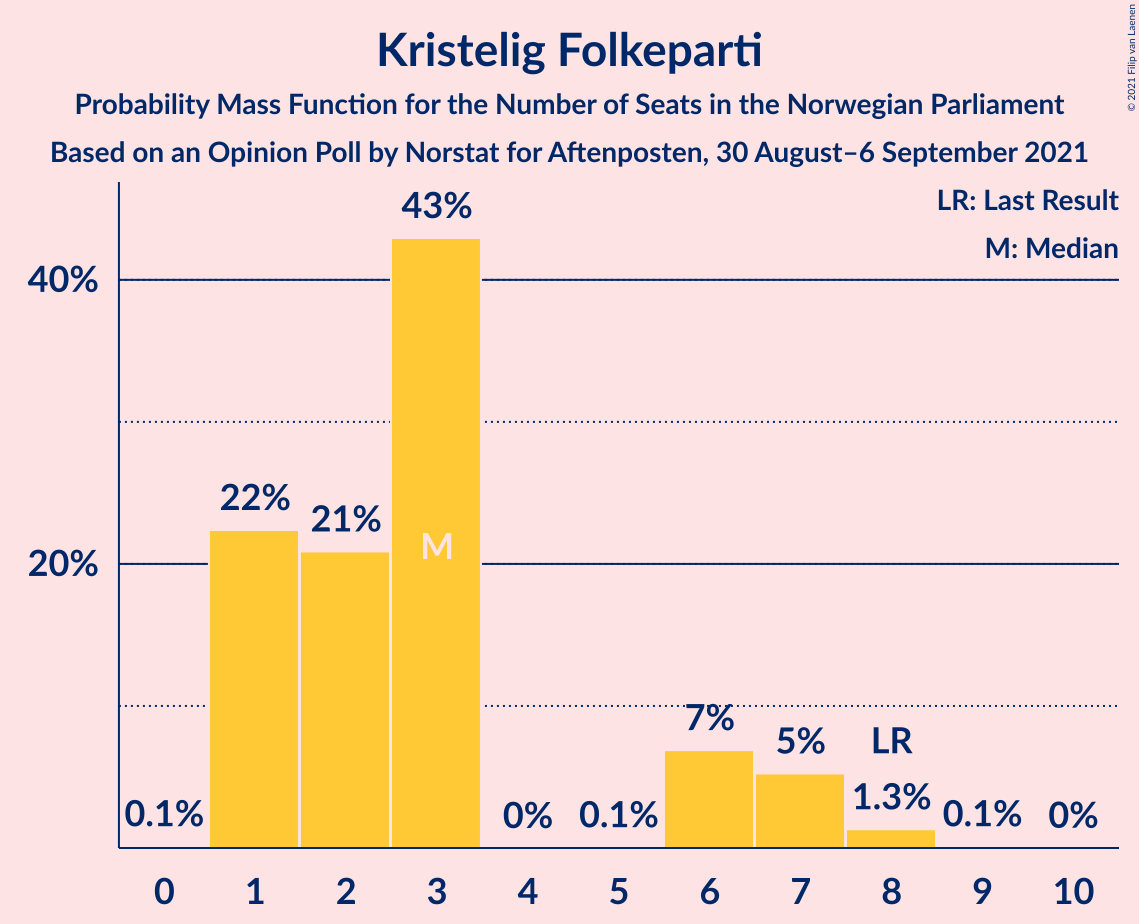 Kristelig Folkeparti
Probability Mass Function for the Number of Seats in the Norwegian Parliament
Based on an Opinion Poll by Norstat for Aftenposten, 30 August–6 September 2021
© 2021 Filip van Laenen
LR: Last Result
M: Median
43%
40%
22%
21%
M
20%
7%
5%
LR
1.3%
0.1%
0%
0.1%
0.1%
0%
0 1 2 3 4 5 6 7 8 9 10